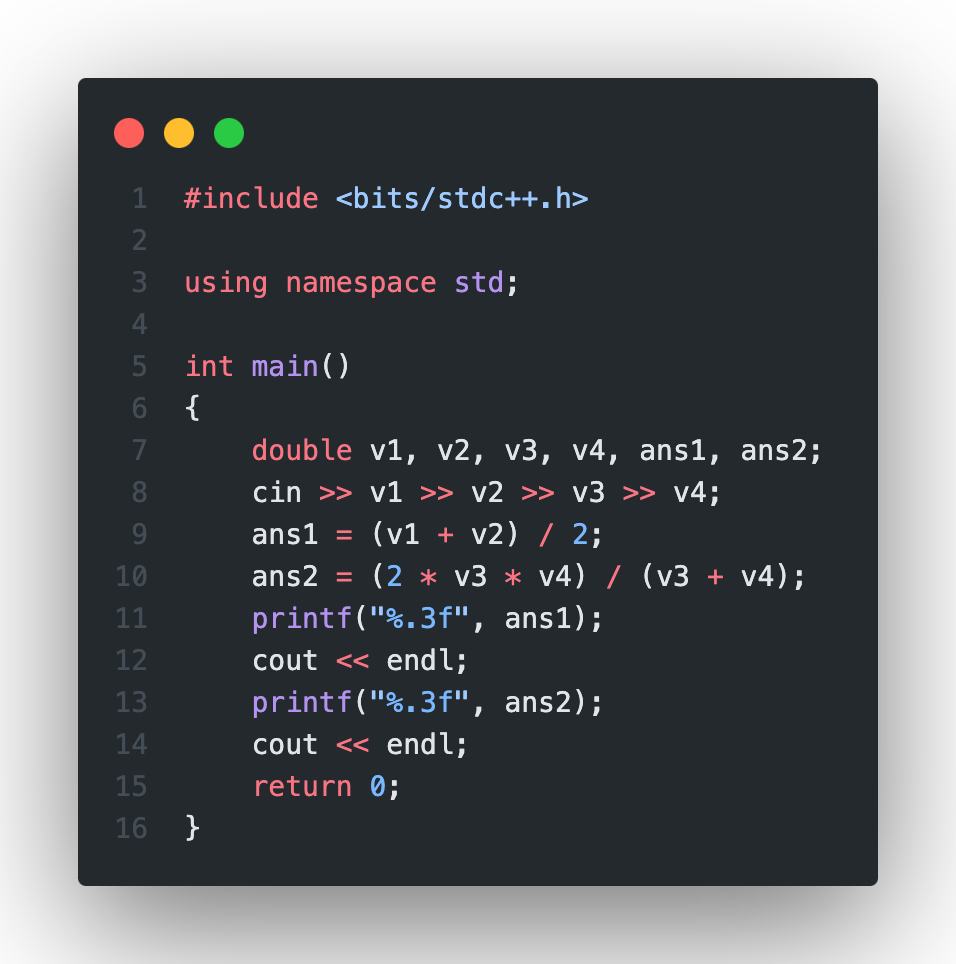 1 #include <bits/stdc++.h>
2
3 using namespace std;
4
5 int main()
6 {
7     double v1, v2, v3, v4, ans1, ans2;
8     cin >> v1 >> v2 >> v3 >> v4;
9     ans1 = (v1 + v2) / 2;
10     ans2 = (2 * v3 * v4) / (v3 + v4);
11     printf("%.3f", ans1);
12     cout << endl;
13     printf("%.3f", ans2);
14     cout << endl;
15     return 0;
16 }